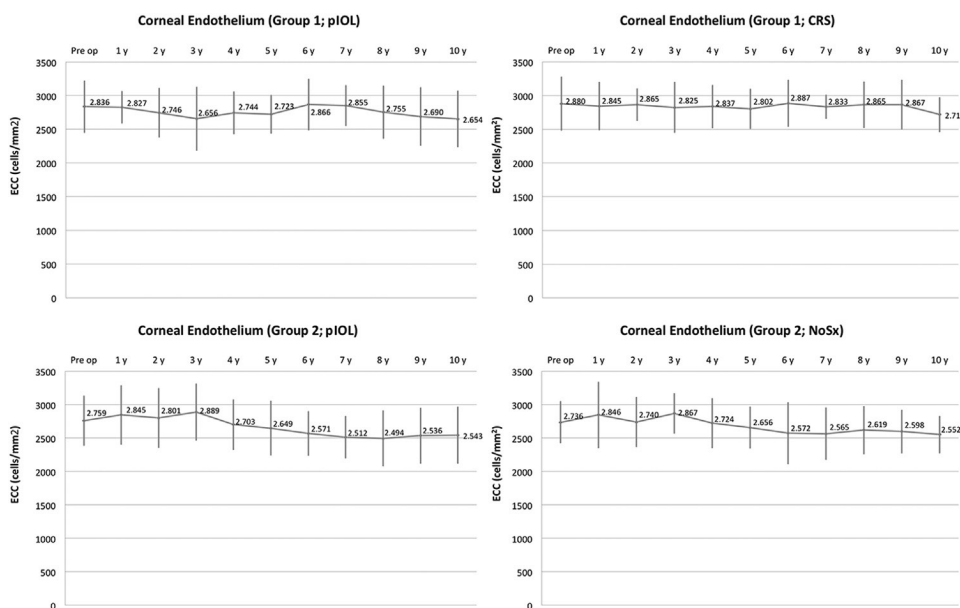 Corneal Endothelium (Group 1; pIOL)
Pre op 1 y 2 y 3 y 4 y 5 y 6 y 7 y 8 y 9 y 10 y
ECC (cells/mm2)
3500
3000
2500
2000
1500
1000
500
0
2.836 2.827 2.746 2.656 2.744 2.723 2.866 2.855 2.755 2.690 2.654
Corneal Endothelium (Group 1; CRS)
Pre op 1 y 2 y 3 y 4 y 5 y 6 y 7 y 8 y 9 y 10 y
ECC (cells/mm²)
3500
3000
2500
2000
1500
1000
500
0
2.880 2.845 2.865 2.825 2.837 2.802 2.887 2.833 2.865 2.867 2.71
Corneal Endothelium (Group 2; pIOL)
Pre op 1 y 2 y 3 y 4 y 5 y 6 y 7 y 8 y 9 y 10 y
ECC (cells/mm2)
3500
3000
2500
2000
1500
1000
500
0
2.759 2.845 2.801 2.889 2.703 2.649 2.571 2.512 2.494 2.536 2.543
Corneal Endothelium (Group 2; NoSx)
Pre op 1 y 2 y 3 y 4 y 5 y 6 y 7 y 8 y 9 y 10 y
ECC (cells/mm²)
3500
3000
2500
2000
1500
1000
500
0
2.736 2.846 2.740 2.867 2.724 2.656 2.572 2.565 2.619 2.598 2.552